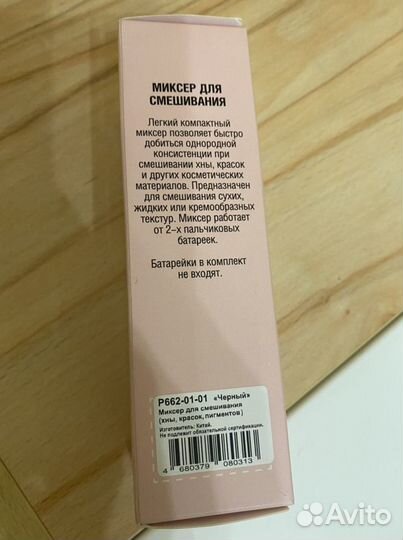 МИКСЕР ДЛЯ
СМЕШИВАНИЯ
Легкий компактный
миксер позволяет быстро
добиться однородной
консистенции при
смешивании хны, красок
и других косметических
материалов. Предназначен
для смешивания сухих,
жидких или кремообразных
текстур. Миксер работает
от 2-х пальчиковых
батареек.
Батарейки в комплект
не входят.
P662-01-01 «Черный»
Миксер для смешивания
(хны, красок, пигментов)
Изготовитель: Китай.
Не подлежит обязательной сертификации.
4 680379 080313
Avito